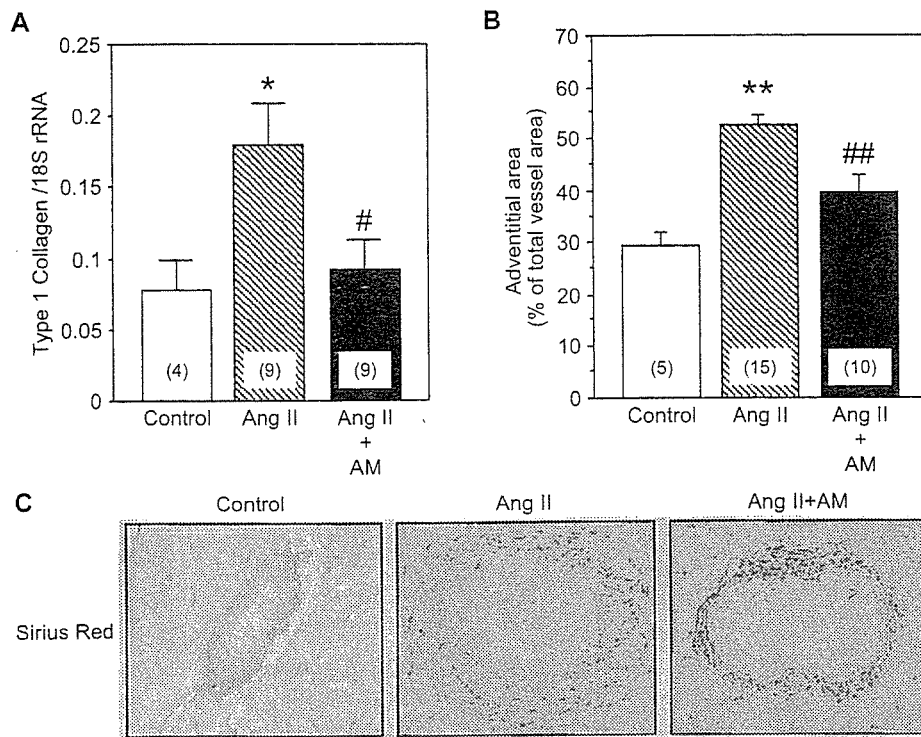 A
Type 1 Collagen /18S rRNA
0.25
0.2
0.15
0.1
0.05
0
*
#
(4)
(9)
(9)
Control
Ang II
Ang II
+
AM
B
Adventitial area
(% of total vessel area)
70
60
50
40
30
20
10
0
**
##
(5)
(15)
(10)
Control
Ang II
Ang II
+
AM
C
Control
Ang II
Ang II+AM
Sirius Red